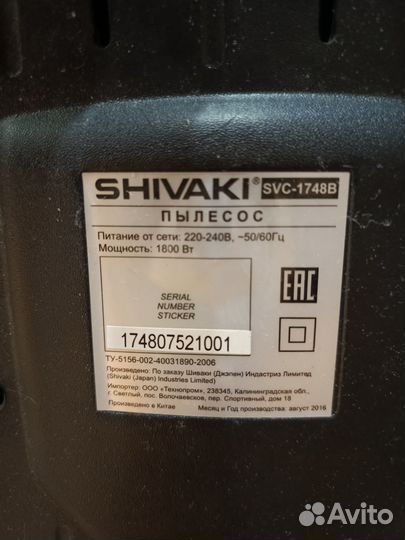 SHIVAKI® SVC-1748B
ПЫЛЕСОС
Питание от сети: 220-240В, ~50/60Гц
Мощность: 1800 Вт
SERIAL
NUMBER
STICKER
EAC
174807521001
ТУ-5156-002-40031890-2006
Произведено: По заказу Шиваки (Джэпен) Индастриз Лимитед
(Shivaki (Japan) Industries Limited)
Импортер: ООО «Технопром», 238345, Калининградская обл.,
г. Светлый, пос. Волочаевское, пер. Спортивный, дом 18
Произведено в Китае Месяц и Год производства: август 2016
Avito